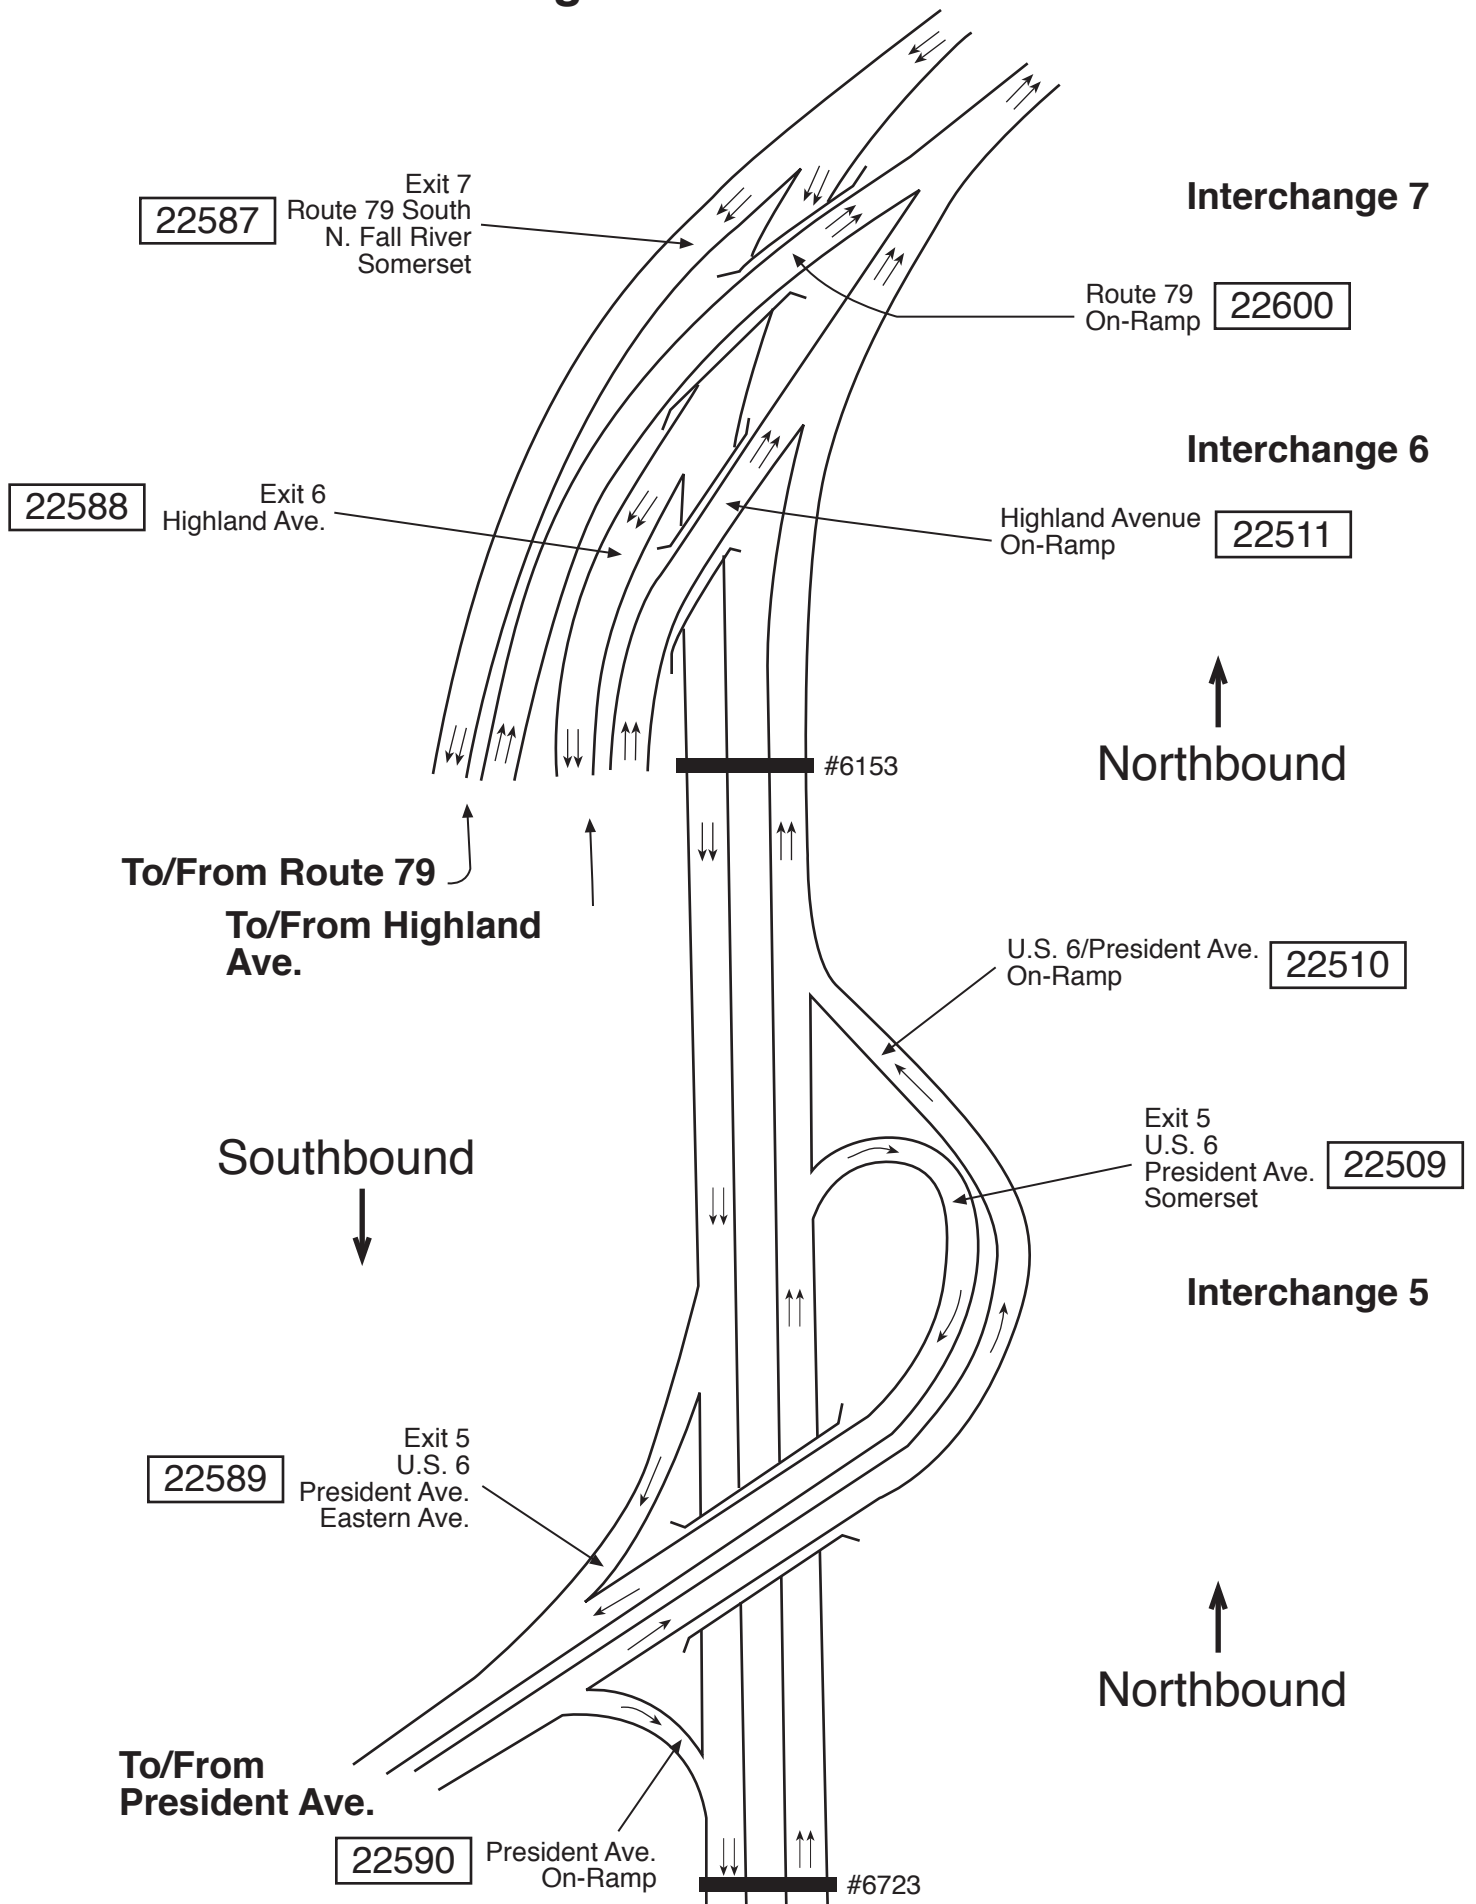 Exit 7
Route 79 South
N. Fall River
Somerset
22587
Interchange 7
Route 79
On-Ramp
22600
Interchange 6
22588
Exit 6
Highland Ave.
Highland Avenue
On-Ramp
22511
Northbound
#6153
To/From Route 79
To/From Highland
Ave.
U.S. 6/President Ave.
On-Ramp
22510
Southbound
Exit 5
U.S. 6
President Ave.
Somerset
22509
Interchange 5
Exit 5
U.S. 6
President Ave.
Eastern Ave.
22589
Northbound
To/From
President Ave.
22590
President Ave.
On-Ramp
#6723